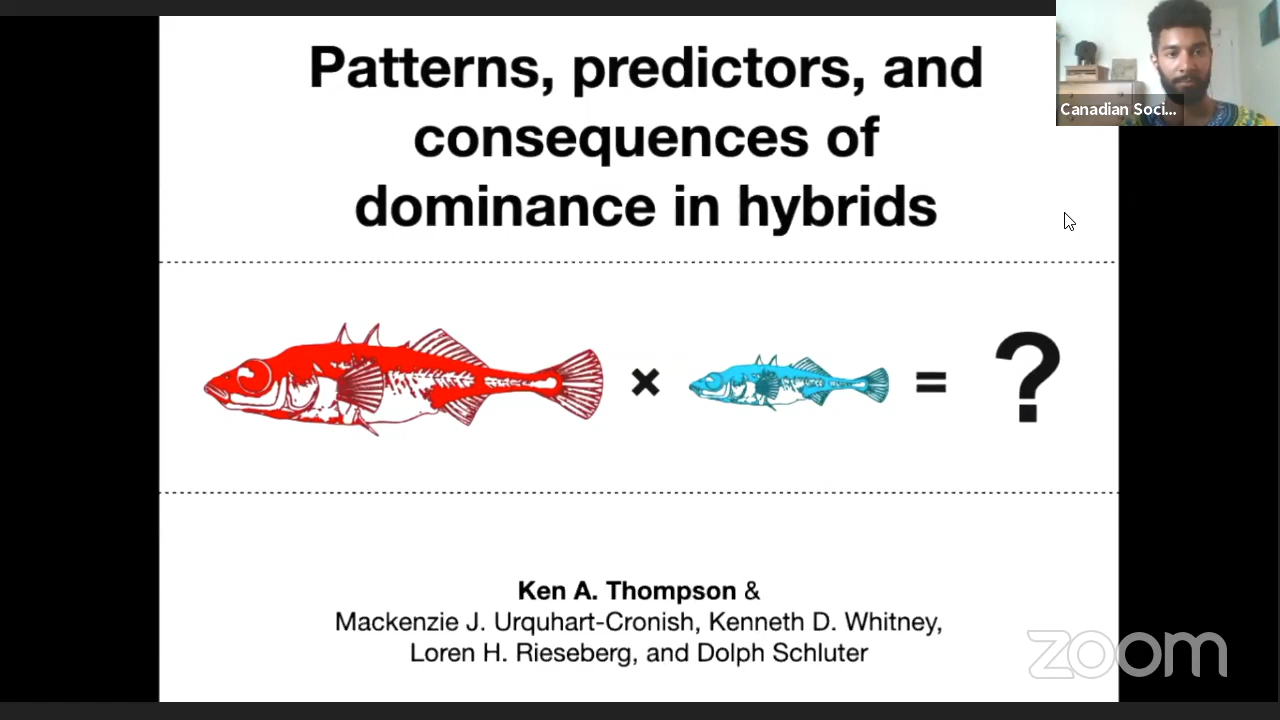 Patterns, predictors, and
consequences of
dominance in hybrids
Canadian Soci...
× = ?
Ken A. Thompson &
Mackenzie J. Urquhart-Cronish, Kenneth D. Whitney,
Loren H. Rieseberg, and Dolph Schluter
zoom